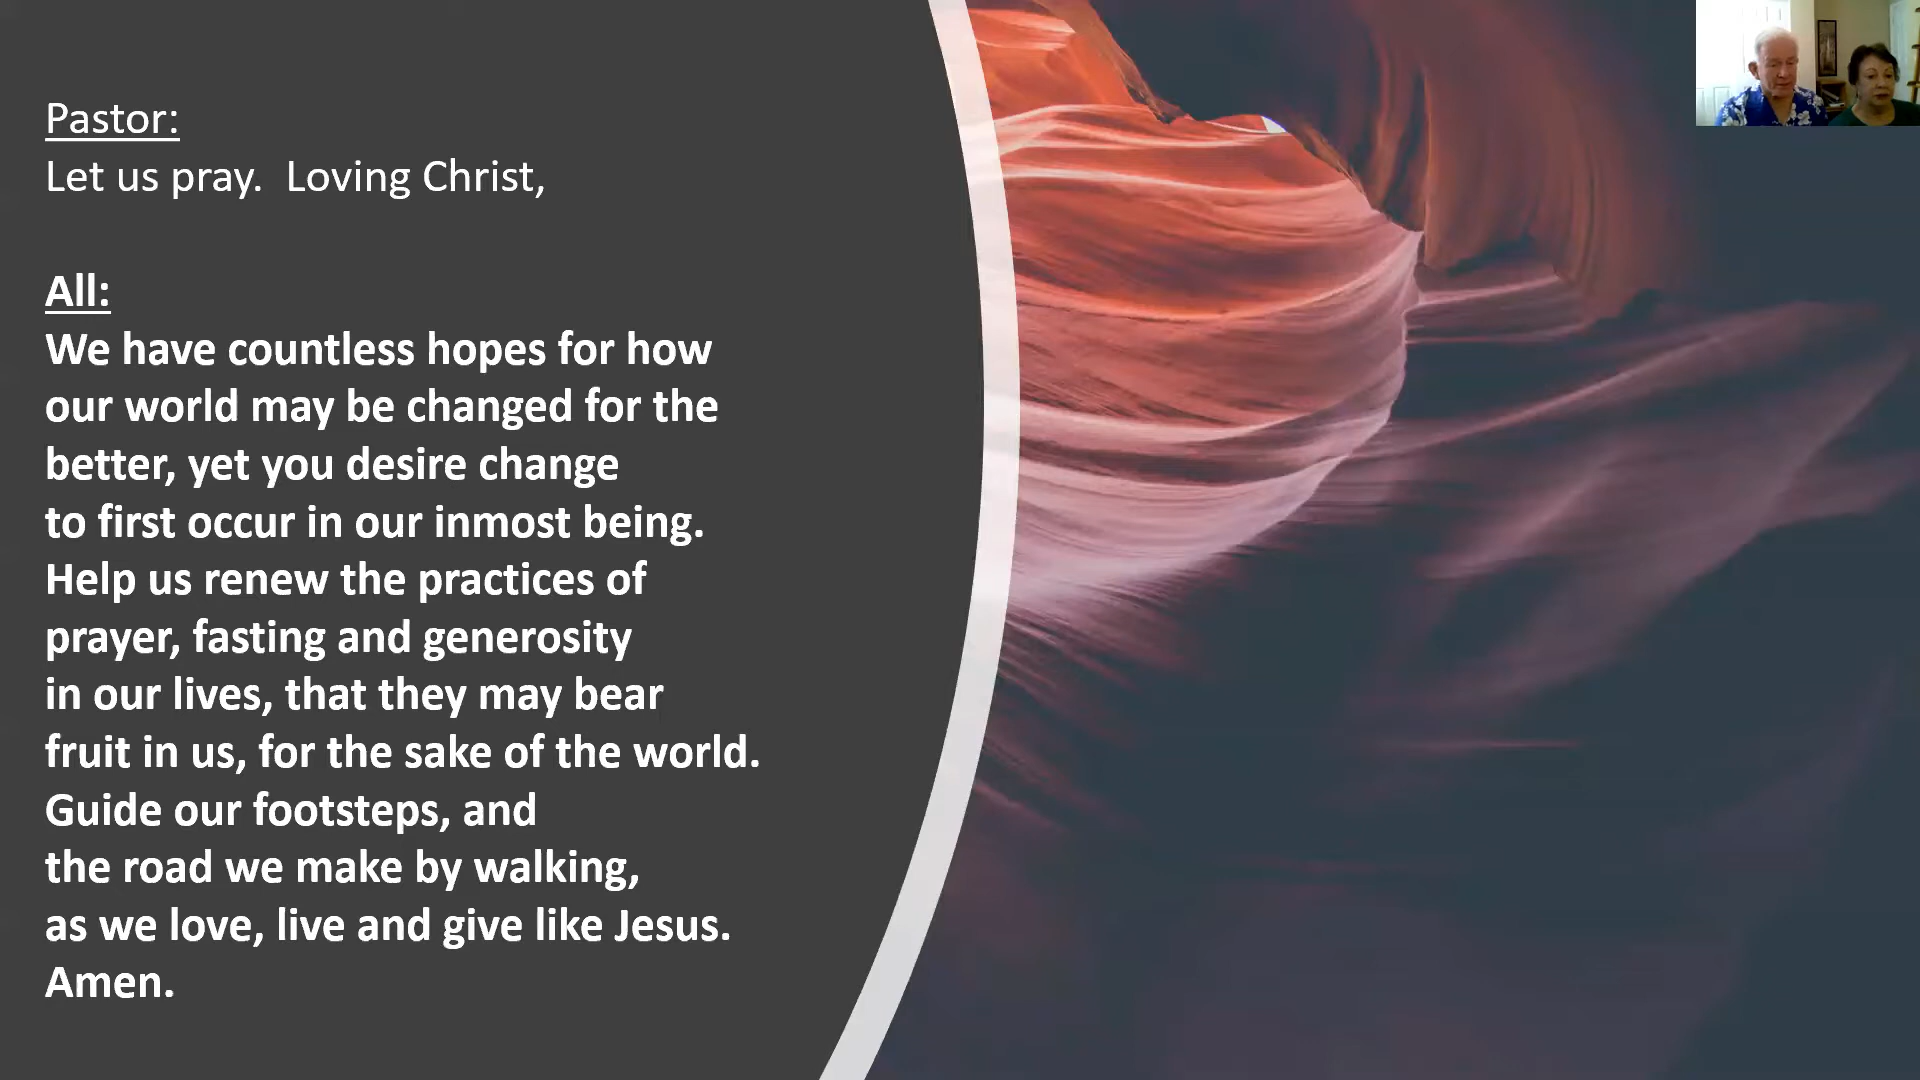 Pastor:
Let us pray.  Loving Christ,
All:
We have countless hopes for how
our world may be changed for the
better, yet you desire change
to first occur in our inmost being.
Help us renew the practices of
prayer, fasting and generosity
in our lives, that they may bear
fruit in us, for the sake of the world.
Guide our footsteps, and
the road we make by walking,
as we love, live and give like Jesus.
Amen.